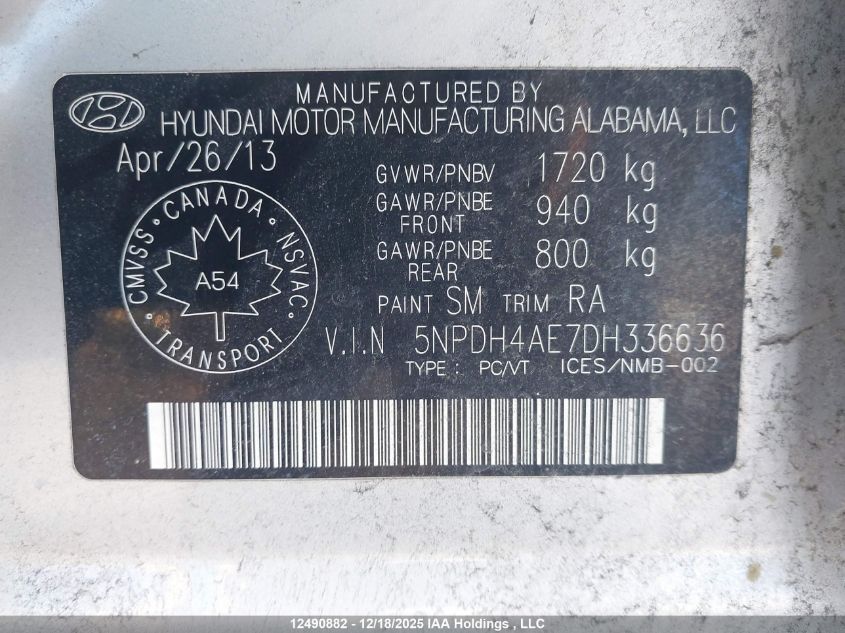 MANUFACTURED BY
HYUNDAI MOTOR MANUFACTURING ALABAMA, LLC
Apr/26/13
GVWR/PNBV 1720 kg
GAWR/PNBE FRONT 940 kg
GAWR/PNBE REAR 800 kg
CANADA
CMVSS
NSVAC
A54
TRANSPORT
PAINT SM TRIM RA
V.I.N 5NPDH4AE7DH336636
TYPE : PC/VT ICES/NMB-002
12490882 - 12/18/2025 IAA Holdings , LLC